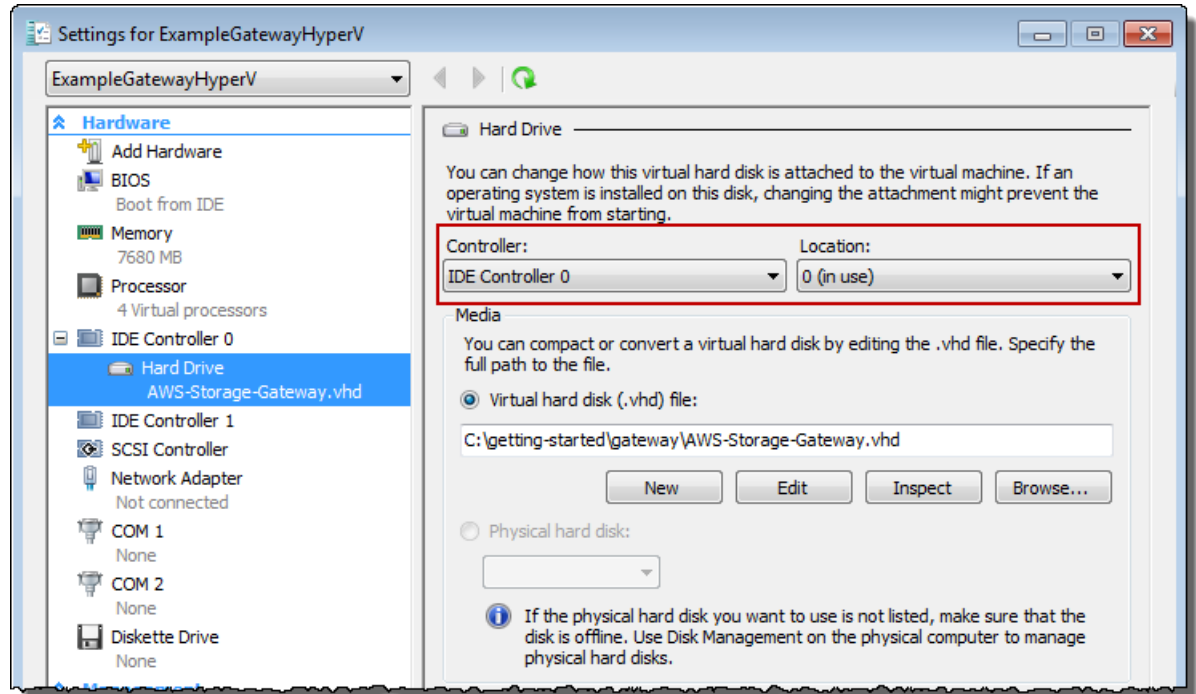 Settings for ExampleGatewayHyperV
ExampleGatewayHyperV
Hardware
Add Hardware
BIOS
Boot from IDE
Memory
7680 MB
Processor
4 Virtual processors
IDE Controller 0
Hard Drive
AWS-Storage-Gateway.vhd
IDE Controller 1
SCSI Controller
Network Adapter
Not connected
COM 1
None
COM 2
None
Diskette Drive
None
Hard Drive
You can change how this virtual hard disk is attached to the virtual machine. If an
operating system is installed on this disk, changing the attachment might prevent the
virtual machine from starting.
Controller: Location:
IDE Controller 0 0 (in use)
Media
You can compact or convert a virtual hard disk by editing the .vhd file. Specify the
full path to the file.
Virtual hard disk (.vhd) file:
C:\getting-started\gateway\AWS-Storage-Gateway.vhd
New Edit Inspect Browse...
Physical hard disk:
If the physical hard disk you want to use is not listed, make sure that the
disk is offline. Use Disk Management on the physical computer to manage
physical hard disks.